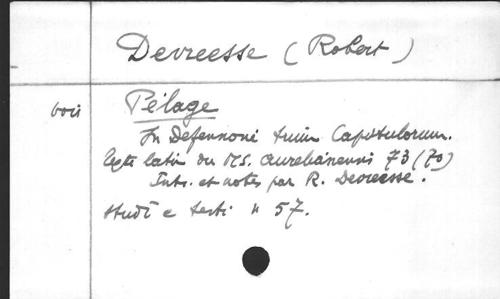 Devreesse (Robert)
voir Pélage
In Defensione trium Capitulorum.
Texte latin du MS. Aurelianensis 73 (70)
Intr. et notes par R. Devreesse.
Studi e testi n 57.